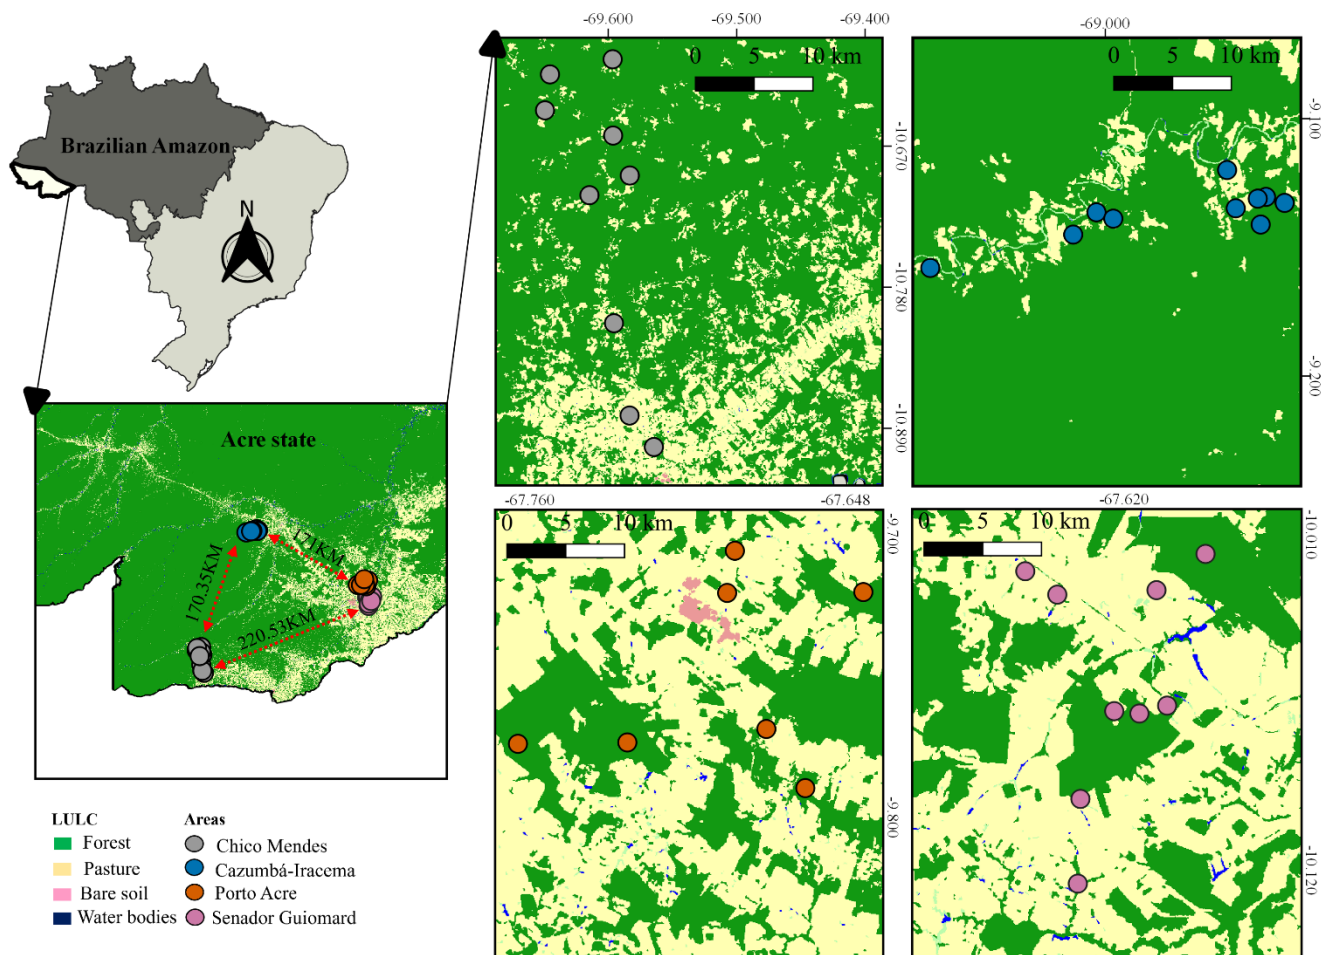 Brazilian Amazon
N
Acre state
171KM
170.35KM
220.53KM
LULC
Forest
Pasture
Bare soil
Water bodies
Areas
Chico Mendes
Cazumbá-Iracema
Porto Acre
Senador Guiomard
-69.600
-69.500
-69.400
0
5
10 km
-10.670
-10.780
-10.890
-69.000
0
5
10 km
-9.100
-9.200
-67.760
-67.648
0
5
10 km
-9.700
-9.800
-67.620
0
5
10 km
-10.010
-10.120